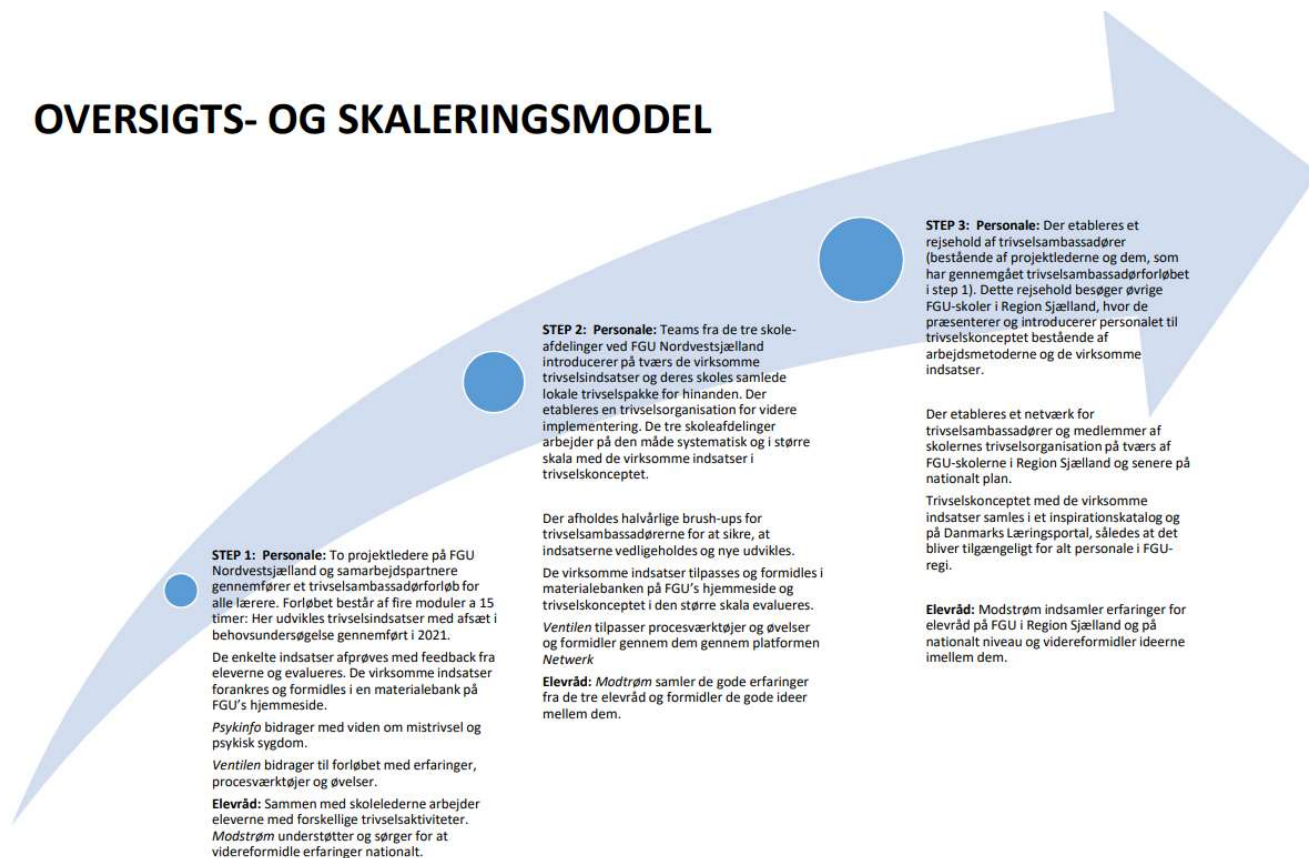 OVERSIGTS- OG SKALERINGSMODEL
STEP 1: Personale: To projektledere på FGU
Nordvestsjælland og samarbejdspartnere
gennemfører et trivselsambassadørforløb for
alle lærere. Forløbet består af fire moduler a 15
timer: Her udvikles trivselsindsatser med afsæt i
behovsundersøgelse gennemført i 2021.
De enkelte indsatser afprøves med feedback fra
eleverne og evalueres. De virksomme indsatser
forankres og formidles i en materialebank på
FGU's hjemmeside.
Psykinfo bidrager med viden om mistrivsel og
psykisk sygdom.
Ventilen bidrager til forløbet med erfaringer,
procesværktøjer og øvelser.
Elevråd: Sammen med skolelederne arbejder
eleverne med forskellige trivselsaktiviteter.
Modstrøm understøtter og sørger for at
videreformidle erfaringer nationalt.
STEP 2: Personale: Teams fra de tre skole-
afdelinger ved FGU Nordvestsjælland
introducerer på tværs de virksomme
trivselsindsatser og deres skoles samlede
lokale trivselspakke for hinanden. Der
etableres en trivselsorganisation for videre
implementering. De tre skoleafdelinger
arbejder på den måde systematisk og i større
skala med de virksomme indsatser i
trivselskonceptet.
Der afholdes halvårlige brush-ups for
trivselsambassadørerne for at sikre, at
indsatserne vedligeholdes og nye udvikles.
De virksomme indsatser tilpasses og formidles i
materialebanken på FGU's hjemmeside og
trivselskonceptet i den større skala evalueres.
Ventilen tilpasser procesværktøjer og øvelser
og formidler gennem dem gennem platformen
Netwerk
Elevråd: Modtrøm samler de gode erfaringer
fra de tre elevråd og formidler de gode ideer
mellem dem.
STEP 3: Personale: Der etableres et
rejsehold af trivselsambassadører
(bestående af projektlederne og dem, som
har gennemgået trivselsambassadørforløbet
i step 1). Dette rejsehold besøger øvrige
FGU-skoler i Region Sjælland, hvor de
præsenterer og introducerer personalet til
trivselskonceptet bestående af
arbejdsmetoderne og de virksomme
indsatser.
Der etableres et netværk for
trivselsambassadører og medlemmer af
skolernes trivselsorganisation på tværs af
FGU-skolerne i Region Sjælland og senere på
nationalt plan.
Trivselskonceptet med de virksomme
indsatser samles i et inspirationskatalog og
på Danmarks Læringsportal, således at det
bliver tilgængeligt for alt personale i FGU-
regi.
Elevråd: Modstrøm indsamler erfaringer for
elevråd på FGU i Region Sjælland og på
nationalt niveau og videreformidler ideerne
imellem dem.